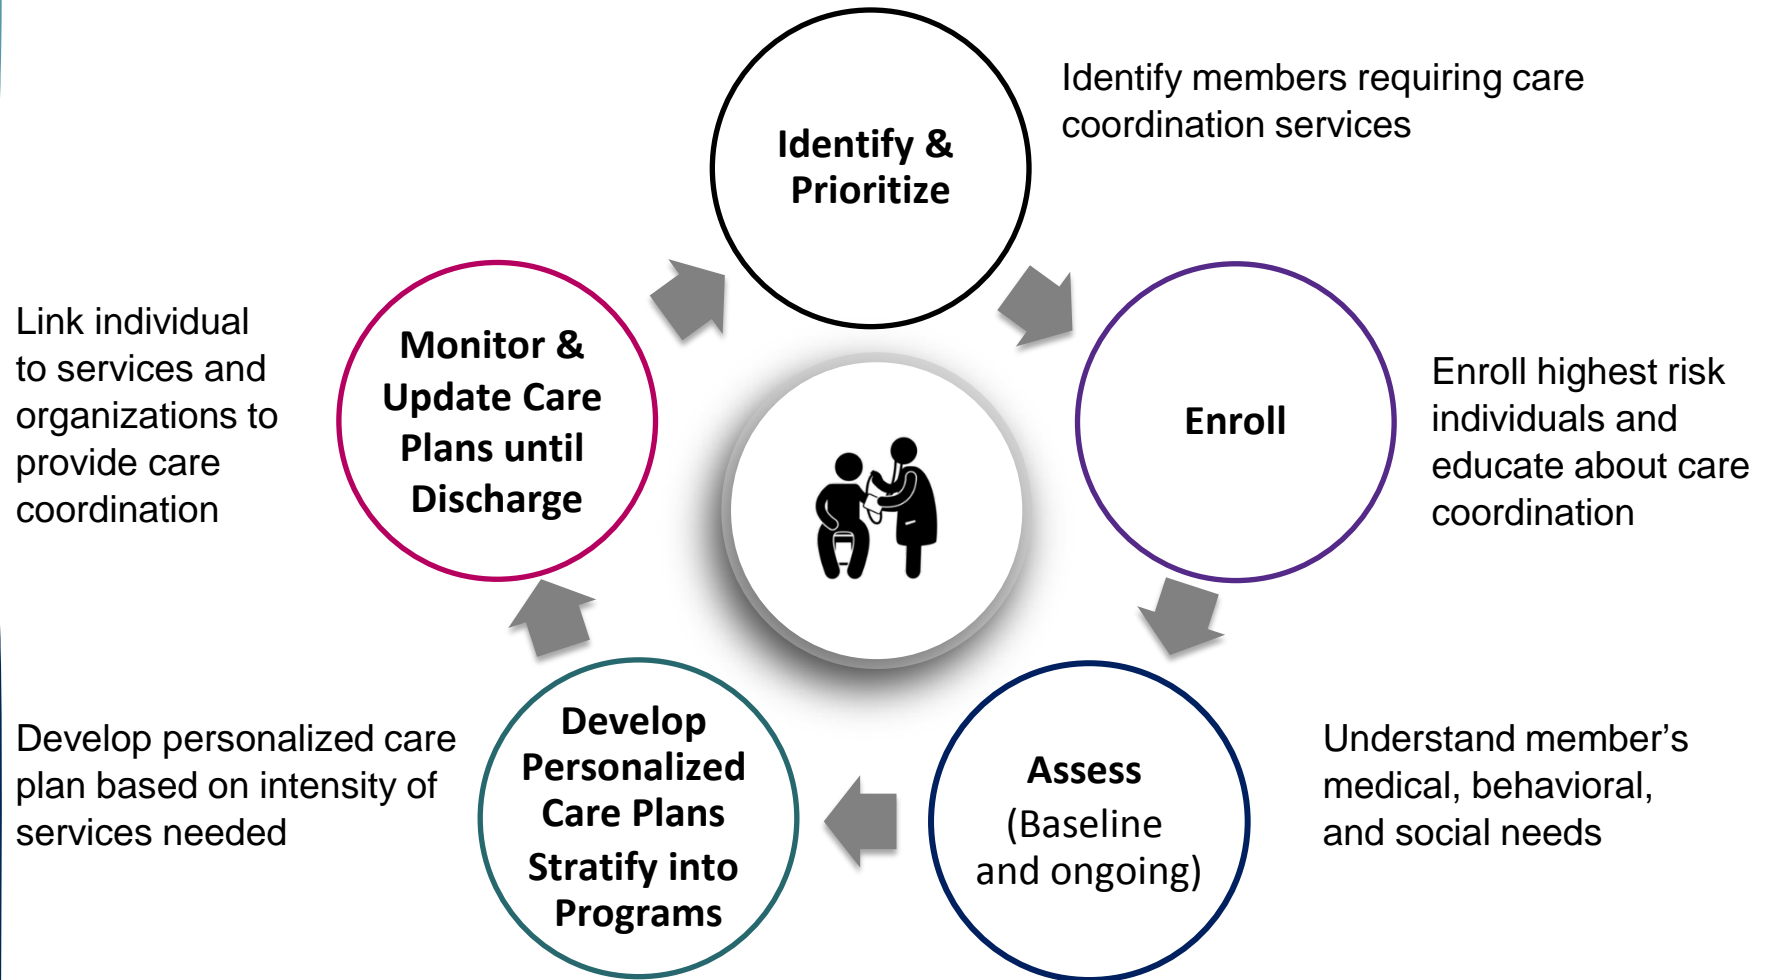 Identify &
Prioritize
Identify members requiring care
coordination services
Enroll
Enroll highest risk
individuals and
educate about care
coordination
Assess
(Baseline
and ongoing)
Understand member’s
medical, behavioral,
and social needs
Develop
Personalized
Care Plans
Stratify into
Programs
Develop personalized care
plan based on intensity of
services needed
Monitor &
Update Care
Plans until
Discharge
Link individual
to services and
organizations to
provide care
coordination